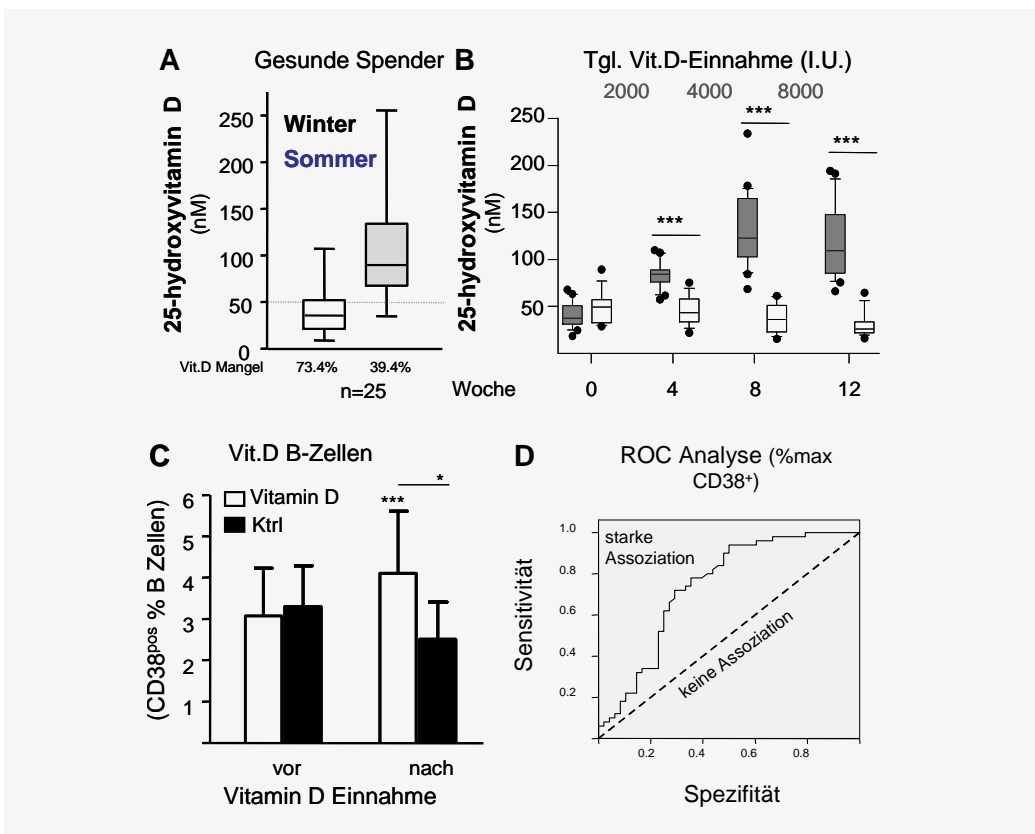 A
Gesunde Spender
25-hydroxyvitamin D
(nM)
250
200
150
100
50
0
Winter
Sommer
Vit.D Mangel
73.4%
39.4%
n=25
B
Tgl. Vit.D-Einnahme (I.U.)
2000
4000
8000
25-hydroxyvitamin D
(nM)
250
200
150
100
50
***
***
***
Woche
0
4
8
12
C
Vit.D B-Zellen
(CD38pos % B Zellen)
6
5
4
3
2
1
Vitamin D
Ktrl
***
*
vor
nach
Vitamin D Einnahme
D
ROC Analyse (%max
CD38+)
Sensitivität
1.0
0.8
0.6
0.4
0.2
starke
Assoziation
keine Assoziation
0.2
0.4
0.6
0.8
Spezifität